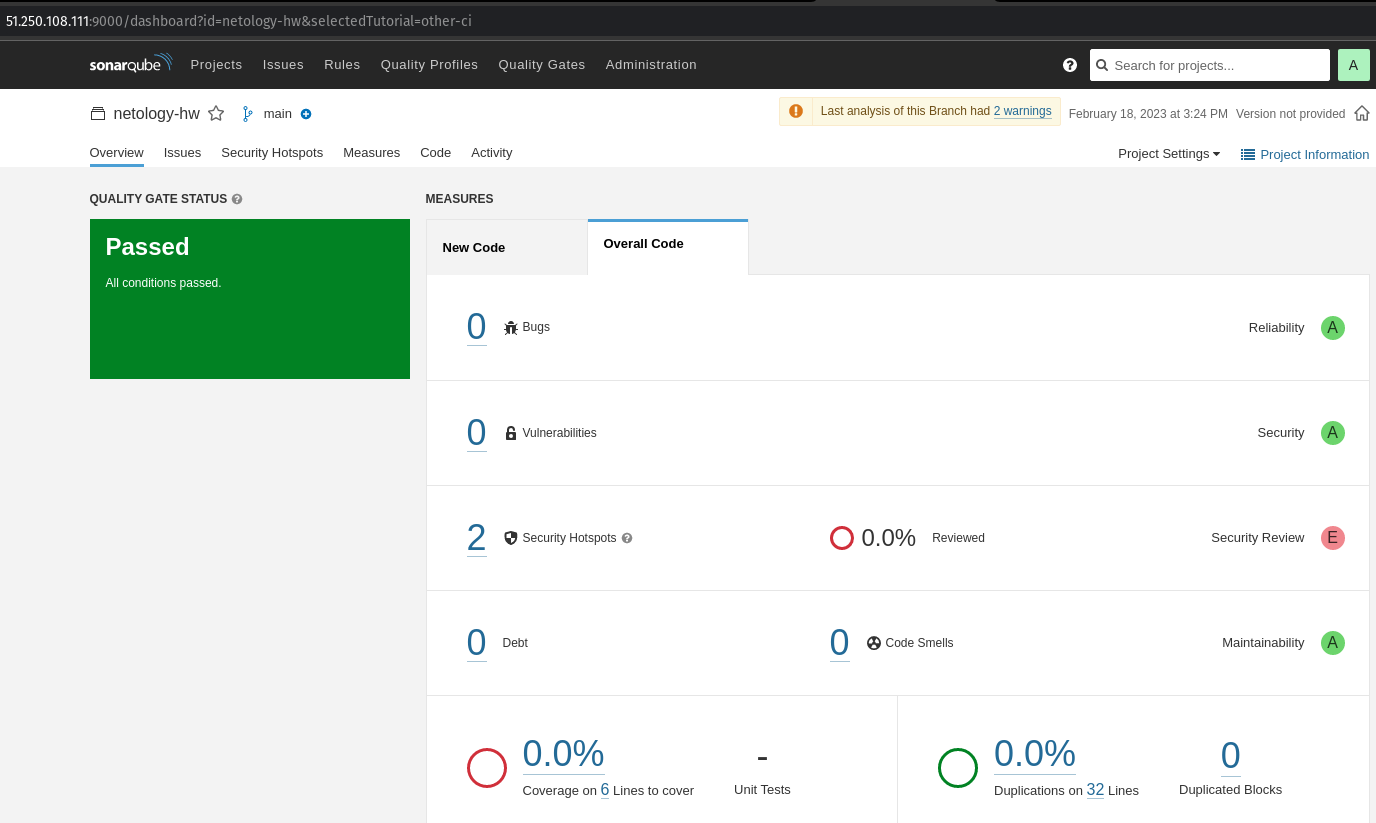 51.250.108.111:9000/dashboard?id=netology-hw&selectedTutorial=other-ci
sonarqube Projects Issues Rules Quality Profiles Quality Gates Administration Search for projects... A
netology-hw main Last analysis of this Branch had 2 warnings February 18, 2023 at 3:24 PM Version not provided
Overview Issues Security Hotspots Measures Code Activity Project Settings Project Information
QUALITY GATE STATUS MEASURES
Passed
All conditions passed.
New Code Overall Code
0 Bugs Reliability A
0 Vulnerabilities Security A
2 Security Hotspots 0.0% Reviewed Security Review E
0 Debt 0 Code Smells Maintainability A
0.0% - 0.0% 0
Coverage on 6 Lines to cover Unit Tests Duplications on 32 Lines Duplicated Blocks